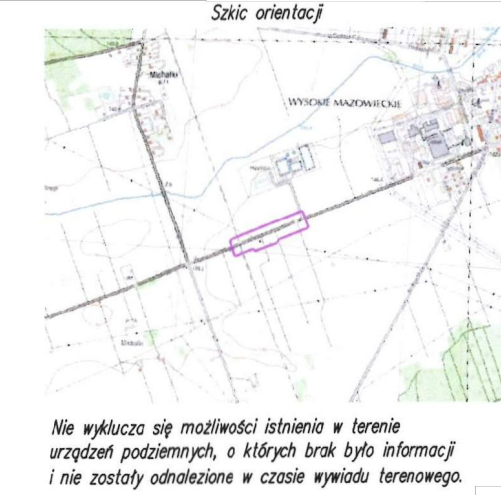 Szkic orientacji
Michałki
WYSOKIE MAZOWIECKIE
Nie wyklucza się możliwości istnienia w terenie
urządzeń podziemnych, o których brak było informacji
i nie zostały odnalezione w czasie wywiadu terenowego.